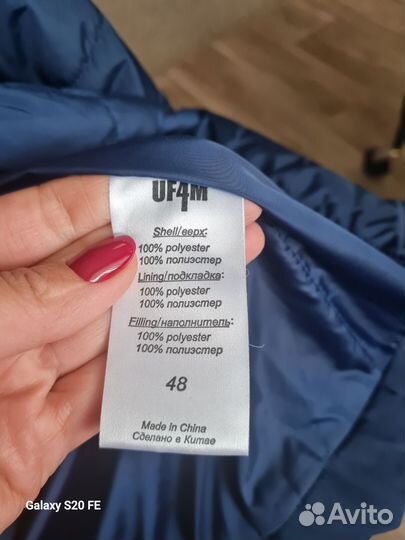 UF4M
Shell/верх:
100% polyester
100% полиэстер
Lining/подкладка:
100% polyester
100% полиэстер
Filling/наполнитель:
100% polyester
100% полиэстер
48
Made in China
Сделано в Китае
Galaxy S20 FE
Avito